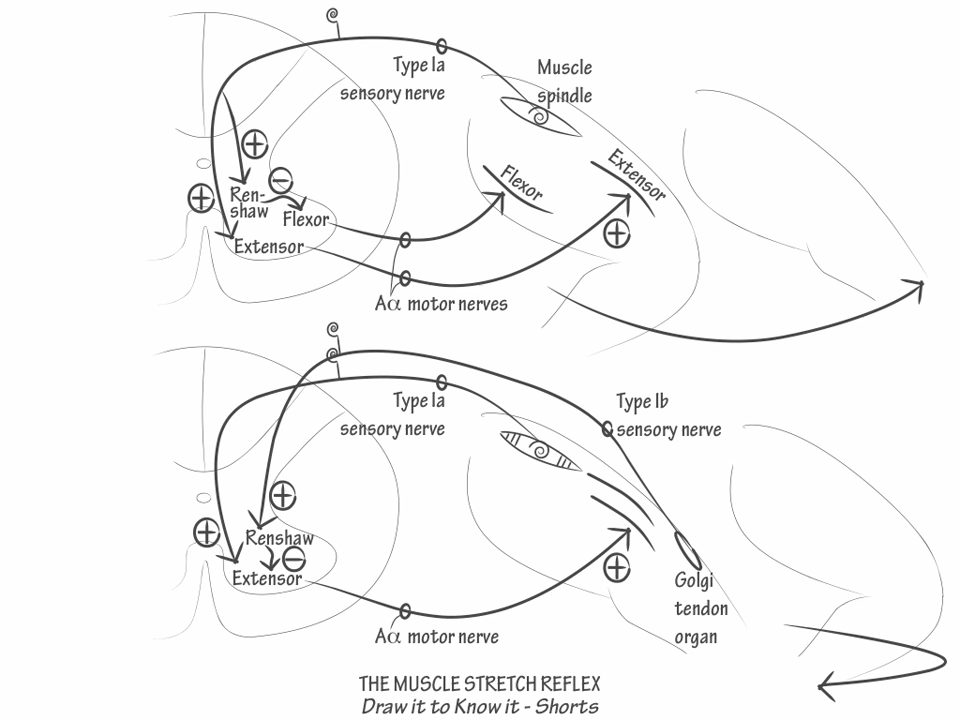 Type Ia
sensory nerve
Muscle
spindle
Extensor
Flexor
+
−
+
Ren-
shaw
Flexor
Extensor
+
Aα motor nerves
Type Ia
sensory nerve
Type Ib
sensory nerve
+
+
Renshaw
−
Extensor
+
Golgi
tendon
organ
Aα motor nerve
THE MUSCLE STRETCH REFLEX
Draw it to Know it - Shorts